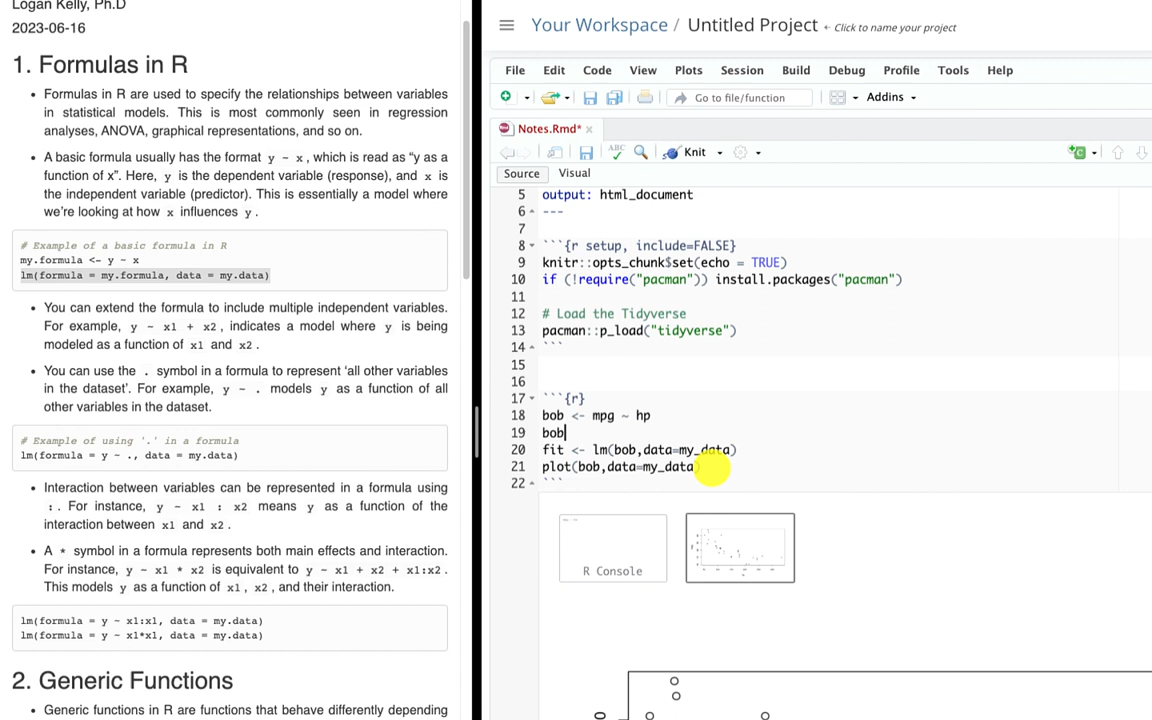 Logan Kelly, Ph.D
2023-06-16
1. Formulas in R
• Formulas in R are used to specify the relationships between variables
in statistical models. This is most commonly seen in regression
analyses, ANOVA, graphical representations, and so on.
• A basic formula usually has the format y ~ x, which is read as “y as a
function of x”. Here, y is the dependent variable (response), and x is
the independent variable (predictor). This is essentially a model where
we’re looking at how x influences y.
# Example of a basic formula in R
my.formula <- y ~ x
lm(formula = my.formula, data = my.data)
• You can extend the formula to include multiple independent variables.
For example, y ~ x1 + x2, indicates a model where y is being
modeled as a function of x1 and x2.
• You can use the . symbol in a formula to represent ‘all other variables
in the dataset’. For example, y ~ . models y as a function of all
other variables in the dataset.
# Example of using '.' in a formula
lm(formula = y ~ ., data = my.data)
• Interaction between variables can be represented in a formula using
:. For instance, y ~ x1 : x2 means y as a function of the
interaction between x1 and x2.
• A * symbol in a formula represents both main effects and interaction.
For instance, y ~ x1 * x2 is equivalent to y ~ x1 + x2 + x1:x2.
This models y as a function of x1, x2, and their interaction.
lm(formula = y ~ x1:x1, data = my.data)
lm(formula = y ~ x1*x1, data = my.data)
2. Generic Functions
• Generic functions in R are functions that behave differently depending
Your Workspace / Untitled Project ← Click to name your project
File Edit Code View Plots Session Build Debug Profile Tools Help
Go to file/function Addins
Notes.Rmd*
ABC Knit
Source Visual
5 output: html_document
6 ---
7
8 ```{r setup, include=FALSE}
9 knitr::opts_chunk$set(echo = TRUE)
10 if (!require("pacman")) install.packages("pacman")
11
12 # Load the Tidyverse
13 pacman::p_load("tidyverse")
14 ```
15
16
17 ```{r}
18 bob <- mpg ~ hp
19 bob
20 fit <- lm(bob,data=my_data)
21 plot(bob,data=my_data)
22 ```
R Console